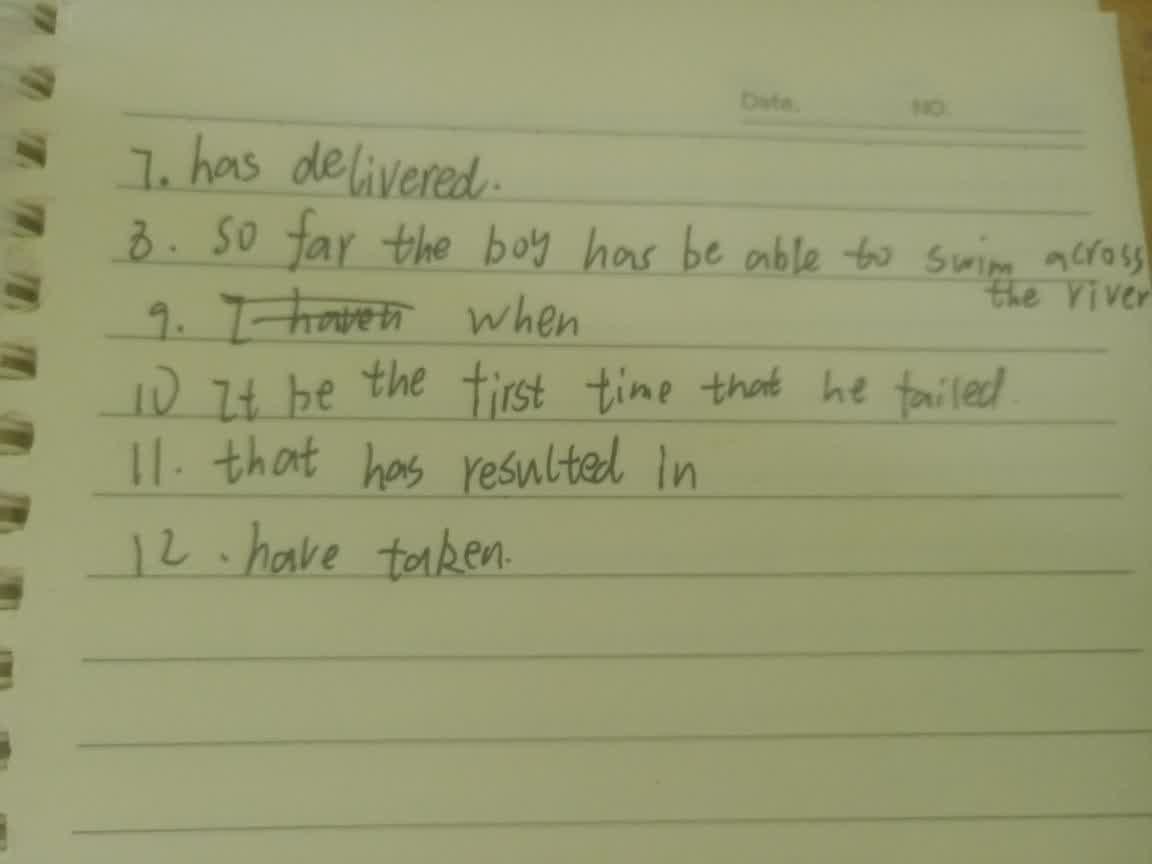 Date. NO.
7. has delivered.
8. so far the boy has be able to swim across
the river
9. I haven when
10 It be the first time that he failed.
11. that has resulted in
12. have taken.